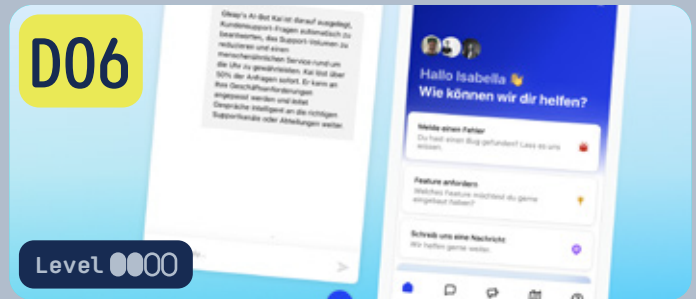 D06
Gleap's AI-Bot Kai ist darauf ausgelegt,
Kundensupport-Fragen automatisch zu
beantworten, das Support-Volumen zu
reduzieren und einen
menschenähnlichen Service rund um
die Uhr zu gewährleisten. Kai löst über
50% der Anfragen sofort. Er kann an
Ihre Geschäftsanforderungen
angepasst werden und leitet
Gespräche intelligent an die richtigen
Supportkanäle oder Abteilungen weiter.
Hallo Isabella 👋
Wie können wir dir helfen?
Melde einen Fehler
Du hast einen Bug gefunden? Lass es uns
wissen.
Feature anfordern
Welches Feature möchtest du gerne
eingebaut haben?
Schreib uns eine Nachricht
Wir helfen gerne weiter.
Level